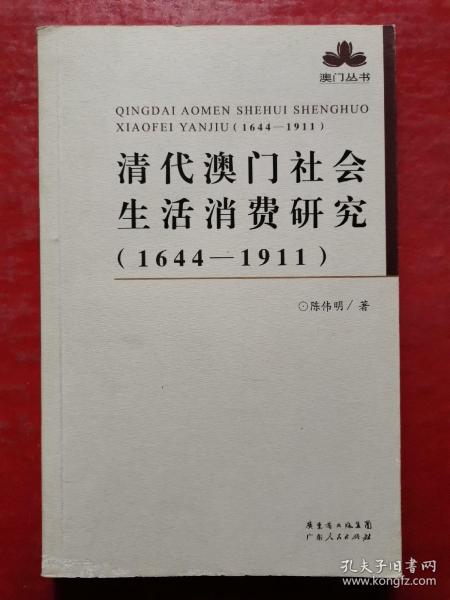 澳门丛书
QINGDAI AOMEN SHEHUI SHENGHUO
XIAOFEI YANJIU（1644—1911）
清代澳门社会
生活消费研究
（1644—1911）
⊙陈伟明／著
广东省出版集团
广东人民出版社
孔夫子旧书网
www.kongfz.com